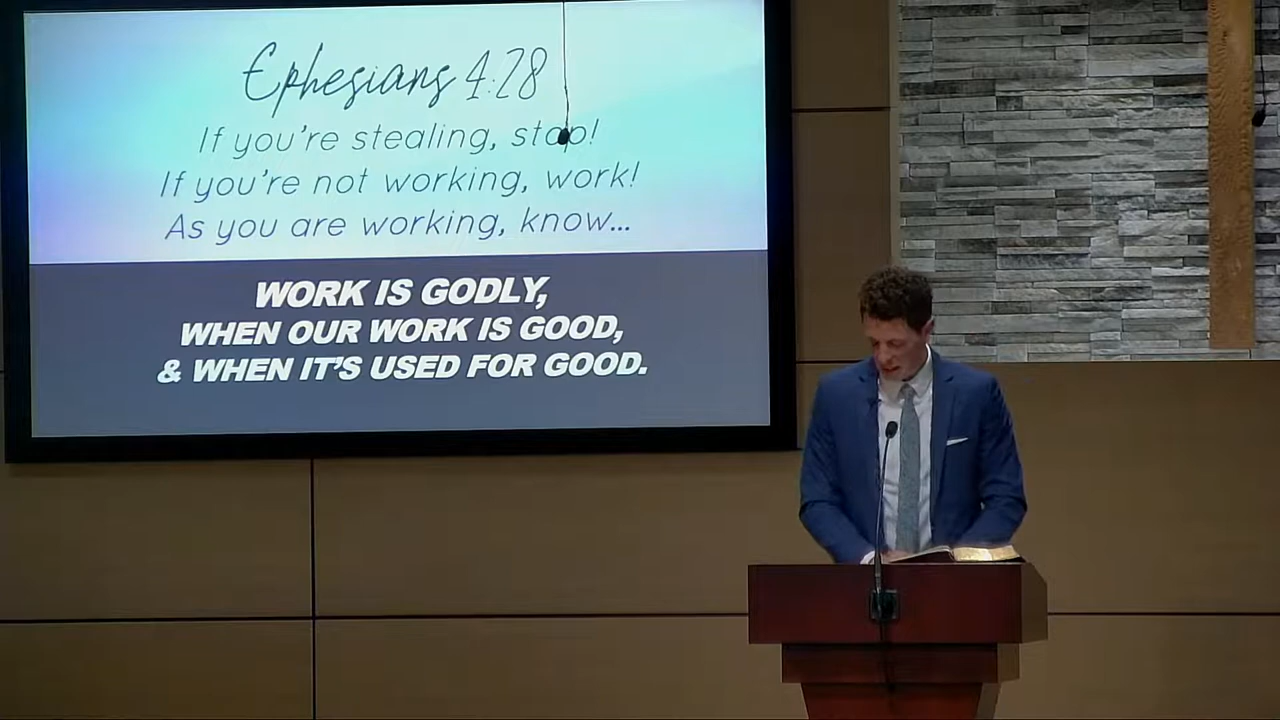 Ephesians 4:28
If you're stealing, stop!
If you're not working, work!
As you are working, know...
WORK IS GODLY,
WHEN OUR WORK IS GOOD,
& WHEN IT'S USED FOR GOOD.